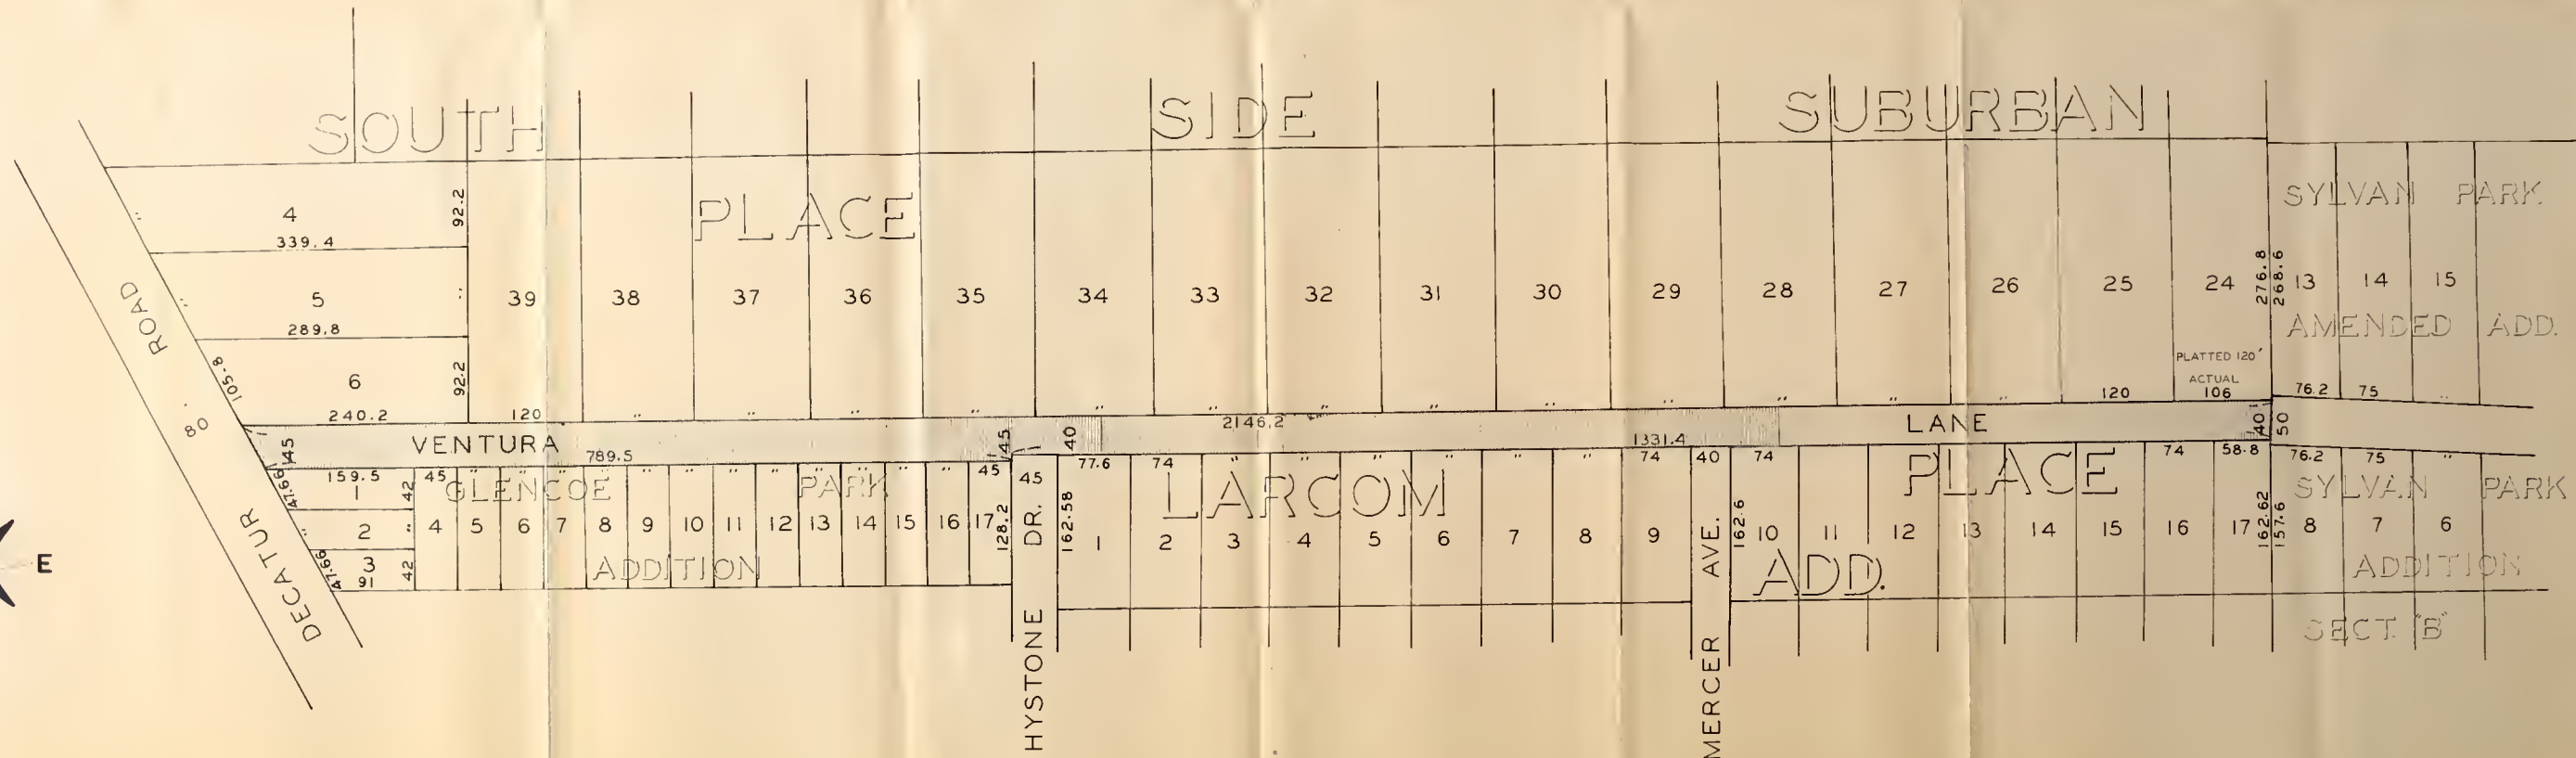 SOUTH SIDE SUBURBAN
PLACE
SYLVAN PARK
AMENDED ADD.
4
339.4
92.2
"
5
289.8
"
"
6
240.2
92.2
105.8
39 38 37 36 35 34 33 32 31 30 29 28 27 26 25 24
276.8
268.6
13 14 15
PLATTED 120'
ACTUAL
120 " " " " " " " " " " " " " 120 106
76.2 75 "
DECATUR 80' ROAD
VENTURA LANE
45
789.5
45
40
2146.2
1331.4
40
50
159.5
1
42
47.66
2
"
"
3
91
42
47.66
45 " " " " " " " " " " " " 45
GLENCOE PARK
4 5 6 7 8 9 10 11 12 13 14 15 16 17
128.2
ADDITION
45
HYSTONE DR.
162.58
77.6 74 " " " " " " 74
LARCOM PLACE
1 2 3 4 5 6 7 8 9
40
MERCER AVE.
162.6
74 74 58.8
10 11 12 13 14 15 16 17
162.62
157.6
ADD.
76.2 75 "
SYLVAN PARK
8 7 6
ADDITION
SECT. "B"
E